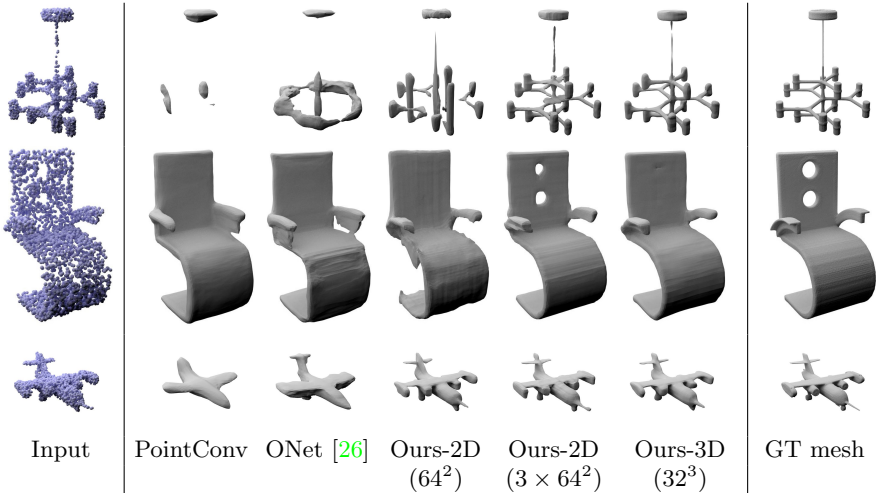 Input PointConv ONet [26] Ours-2D Ours-2D Ours-3D GT mesh
(64²) (3 × 64²) (32³)